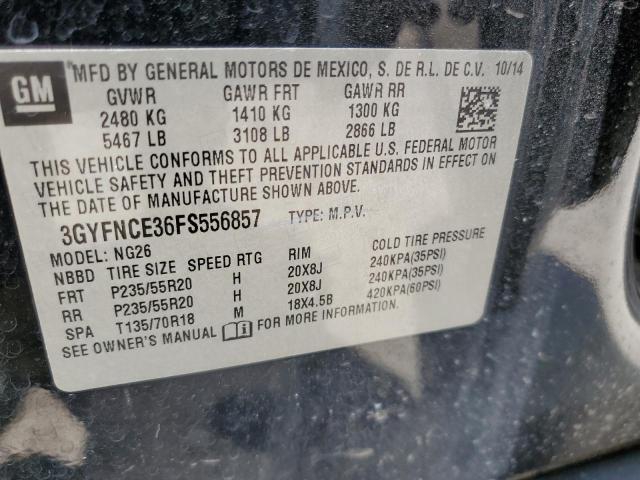 GM
MFD BY GENERAL MOTORS DE MEXICO, S. DE R.L. DE C.V. 10/14
GVWR GAWR FRT GAWR RR
2480 KG 1410 KG 1300 KG
5467 LB 3108 LB 2866 LB
THIS VEHICLE CONFORMS TO ALL APPLICABLE U.S. FEDERAL MOTOR
VEHICLE SAFETY AND THEFT PREVENTION STANDARDS IN EFFECT ON
THE DATE OF MANUFACTURE SHOWN ABOVE.
3GYFNCE36FS556857 TYPE: M.P.V.
MODEL: NG26
NBBD TIRE SIZE SPEED RTG RIM COLD TIRE PRESSURE
FRT P235/55R20 H 20X8J 240KPA(35PSI)
RR P235/55R20 H 20X8J 240KPA(35PSI)
SPA T135/70R18 M 18X4.5B 420KPA(60PSI)
SEE OWNER'S MANUAL FOR MORE INFORMATION